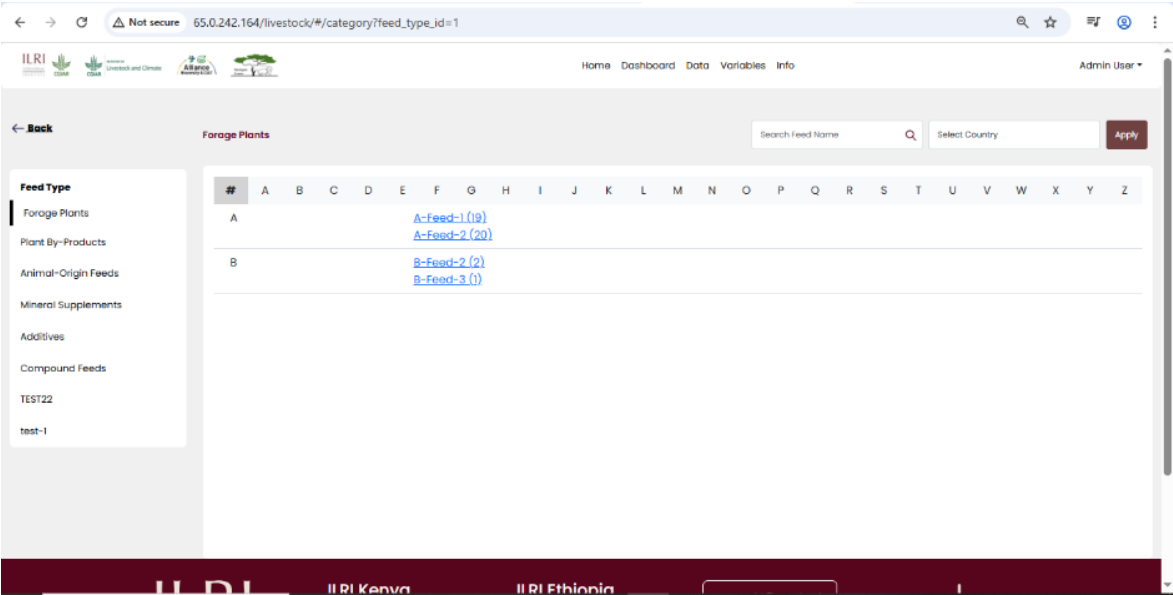 Not secure 65.0.242.164/livestock/#/category?feed_type_id=1
ILRI CGIAR CGIAR Livestock and Climate Alliance
Home Dashboard Data Variables Info Admin User
← Back
Forage Plants Search Feed Name Select Country Apply
Feed Type
Forage Plants
Plant By-Products
Animal-Origin Feeds
Mineral Supplements
Additives
Compound Feeds
TEST22
test-1
# A B C D E F G H I J K L M N O P Q R S T U V W X Y Z
A A-Feed-1 (19)
A-Feed-2 (20)
B B-Feed-2 (2)
B-Feed-3 (1)
ILRI ILRI Kenya ILRI Ethiopia